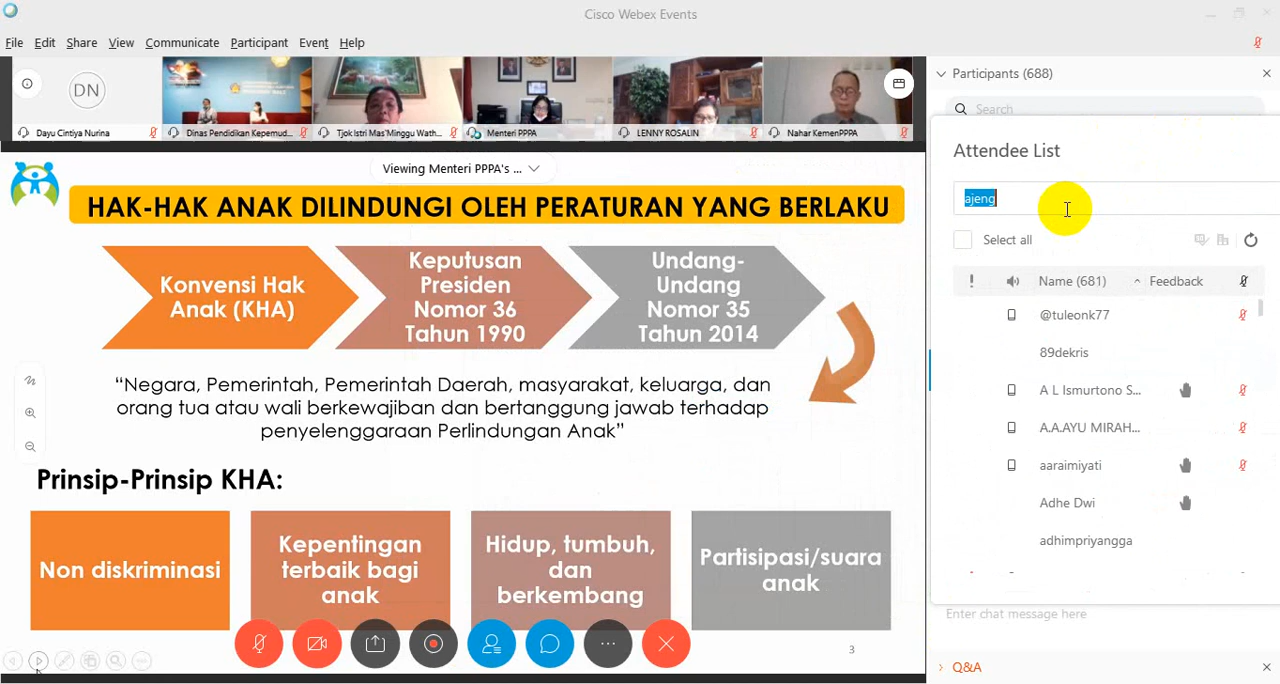 Cisco Webex Events
File Edit Share View Communicate Participant Event Help
DN
Dayu Cintiya Nurina
Dinas Pendidikan Kepemud...
Tjok Istri Mas'Minggu Wath...
Menteri PPPA
LENNY ROSALIN
Nahar KemenPPPA
Viewing Menteri PPPA's ...
HAK-HAK ANAK DILINDUNGI OLEH PERATURAN YANG BERLAKU
Konvensi Hak
Anak (KHA)
Keputusan
Presiden
Nomor 36
Tahun 1990
Undang-
Undang
Nomor 35
Tahun 2014
“Negara, Pemerintah, Pemerintah Daerah, masyarakat, keluarga, dan
orang tua atau wali berkewajiban dan bertanggung jawab terhadap
penyelenggaraan Perlindungan Anak”
Prinsip-Prinsip KHA:
Non diskriminasi
Kepentingan
terbaik bagi
anak
Hidup, tumbuh,
dan
berkembang
Partisipasi/suara
anak
3
Participants (688)
Search
Attendee List
ajeng
Select all
Name (681) Feedback
@tuleonk77
89dekris
A L Ismurtono S...
A.A.AYU MIRAH...
aaraimiyati
Adhe Dwi
adhimpriyangga
Enter chat message here
Q&A